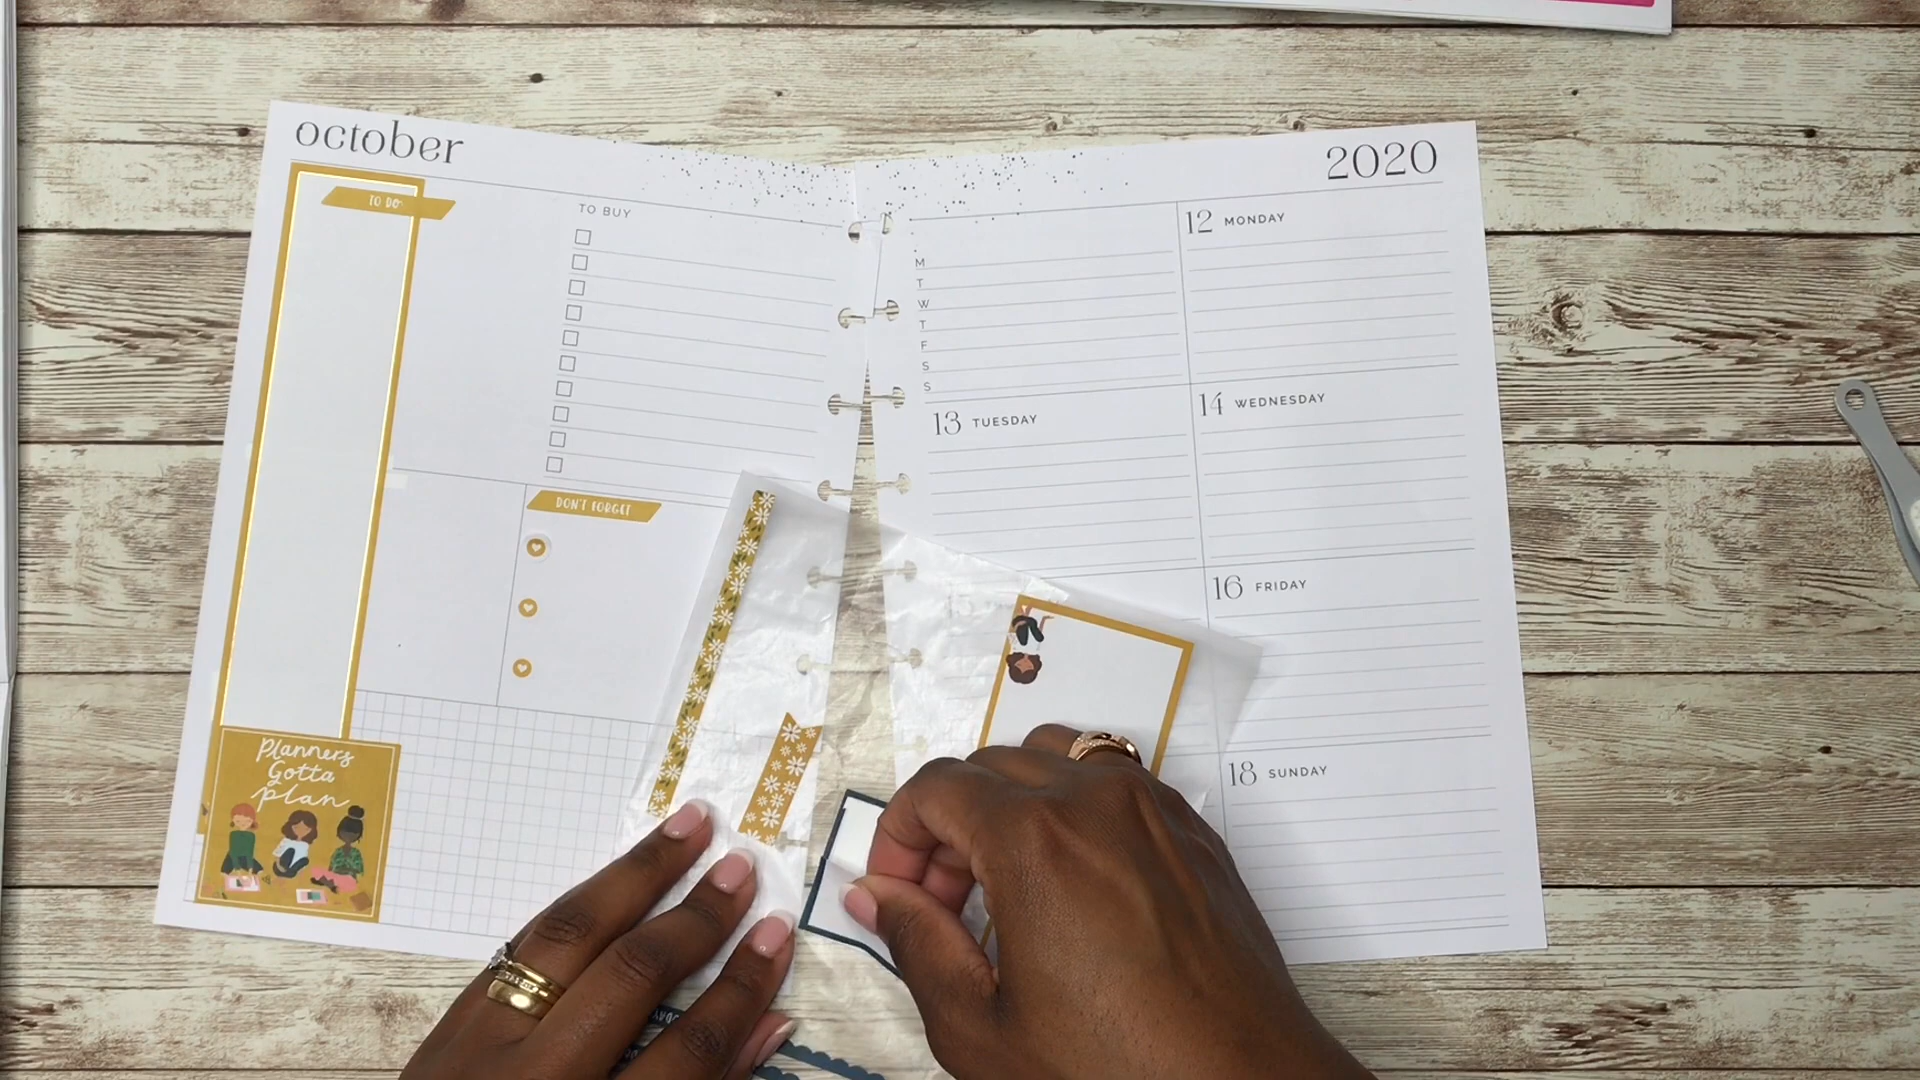 october
TO DO
TO BUY
DON'T FORGET
Planners
Gotta
plan
2020
M
T
W
T
F
S
S
12 MONDAY
13 TUESDAY
14 WEDNESDAY
16 FRIDAY
18 SUNDAY